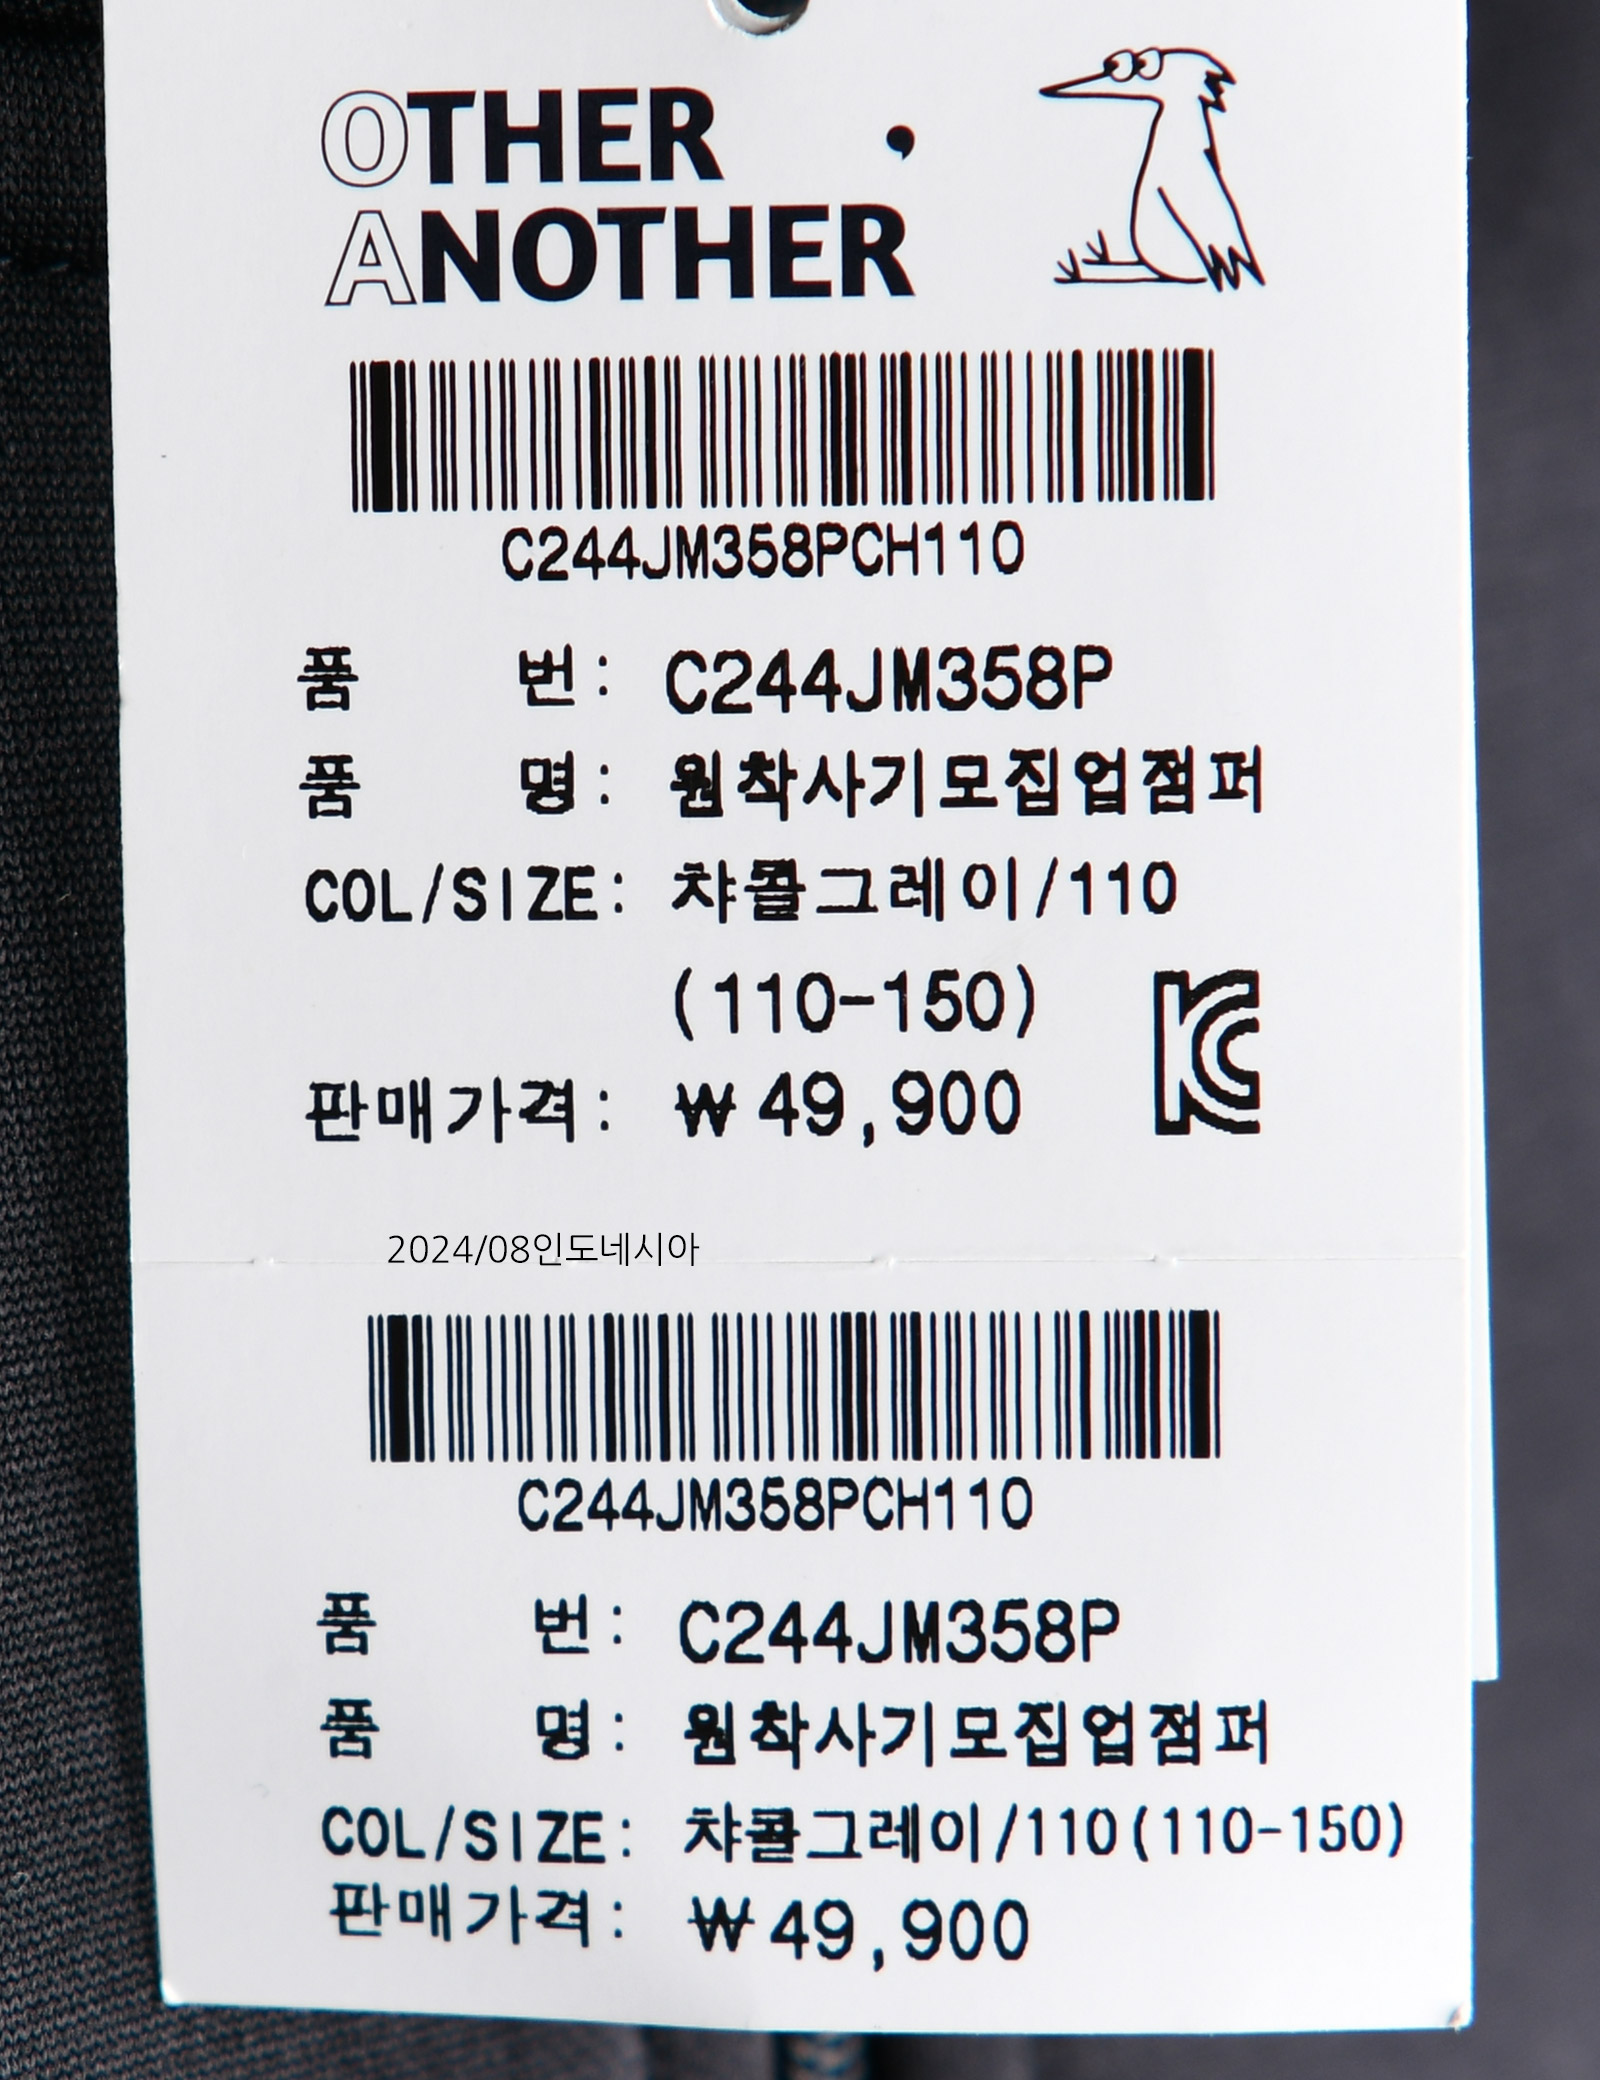 OTHER
ANOTHER
C244JM358PCH110
품 번: C244JM358P
품 명: 원착사기모집업점퍼
COL/SIZE: 챠콜그레이/110
(110-150)
판매가격: ₩49,900
2024/08인도네시아
C244JM358PCH110
품 번: C244JM358P
품 명: 원착사기모집업점퍼
COL/SIZE: 챠콜그레이/110(110-150)
판매가격: ₩49,900